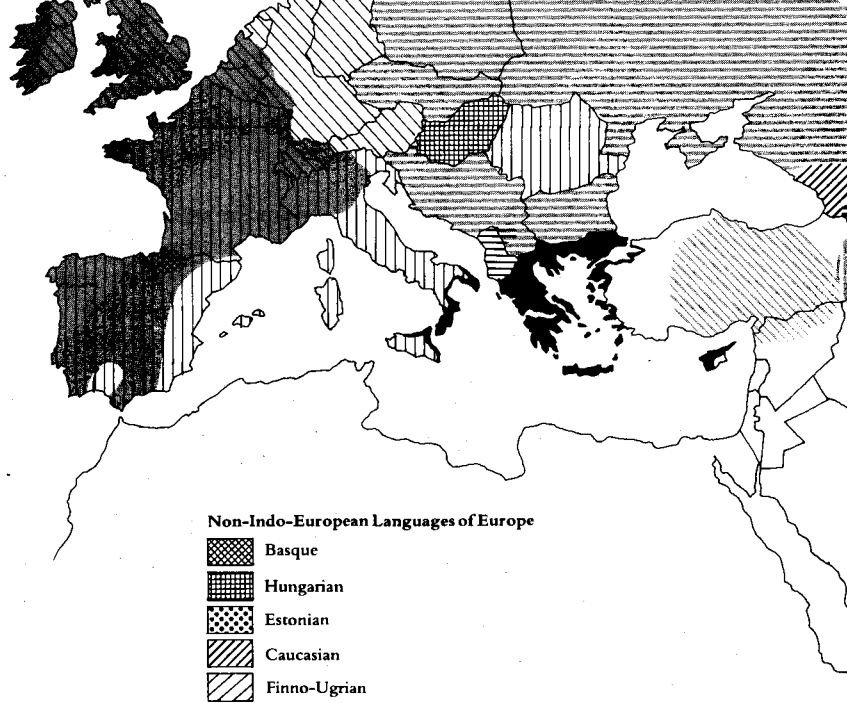 Non-Indo-European Languages of Europe
Basque
Hungarian
Estonian
Caucasian
Finno-Ugrian